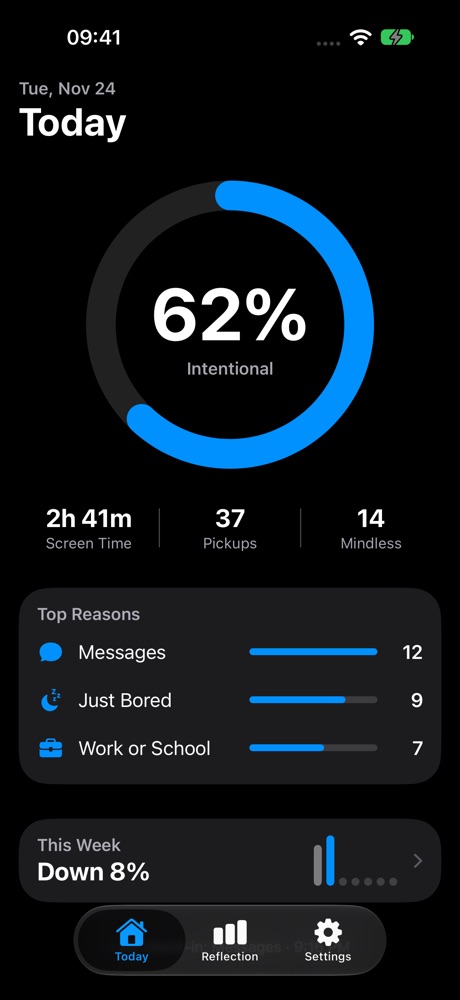 09:41
Tue, Nov 24
Today
62%
Intentional
2h 41m
Screen Time
37
Pickups
14
Mindless
Top Reasons
Messages 12
Just Bored 9
Work or School 7
This Week
Down 8%
Today
Reflection
Settings